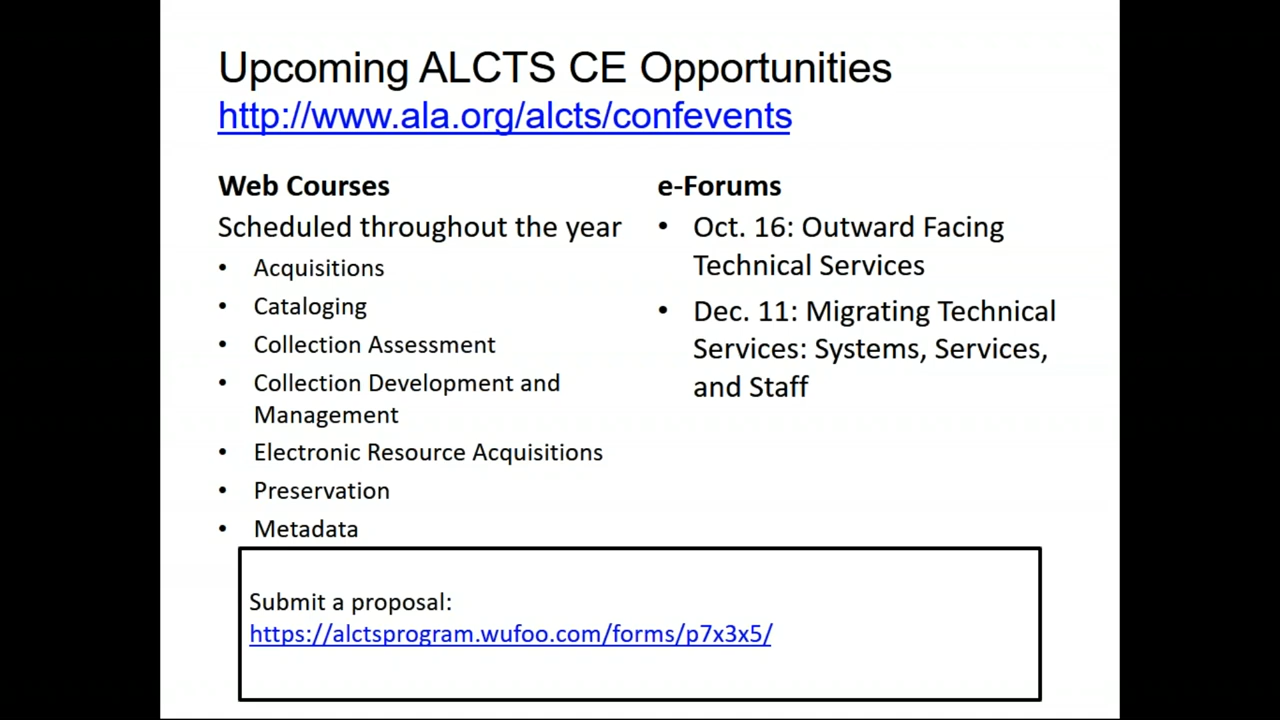 Upcoming ALCTS CE Opportunities
http://www.ala.org/alcts/confevents
Web Courses
Scheduled throughout the year
• Acquisitions
• Cataloging
• Collection Assessment
• Collection Development and
Management
• Electronic Resource Acquisitions
• Preservation
• Metadata
e-Forums
• Oct. 16: Outward Facing
Technical Services
• Dec. 11: Migrating Technical
Services: Systems, Services,
and Staff
Submit a proposal:
https://alctsprogram.wufoo.com/forms/p7x3x5/